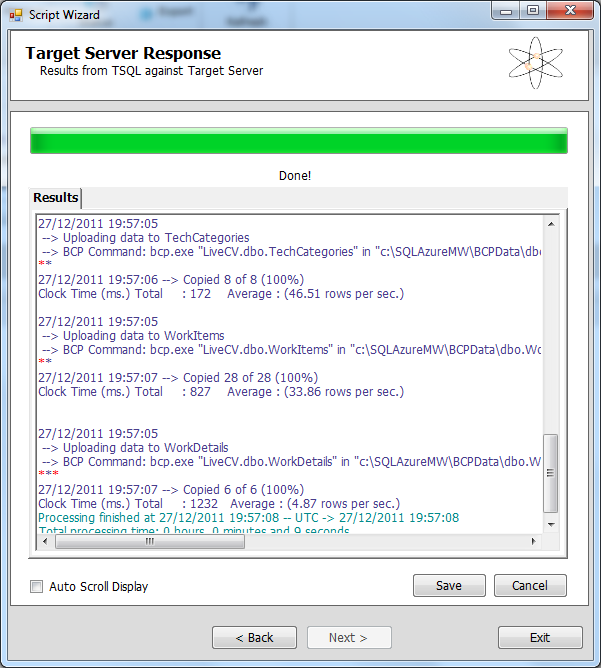 Script Wizard
Target Server Response
Results from TSQL against Target Server
Done!
Results
27/12/2011 19:57:05
--> Uploading data to TechCategories
--> BCP Command: bcp.exe "LiveCV.dbo.TechCategories" in "c:\SQLAzureMW\BCPData\dbo
**
27/12/2011 19:57:06 --> Copied 8 of 8 (100%)
Clock Time (ms.) Total : 172 Average : (46.51 rows per sec.)
27/12/2011 19:57:05
--> Uploading data to WorkItems
--> BCP Command: bcp.exe "LiveCV.dbo.WorkItems" in "c:\SQLAzureMW\BCPData\dbo.Wo
**
27/12/2011 19:57:07 --> Copied 28 of 28 (100%)
Clock Time (ms.) Total : 827 Average : (33.86 rows per sec.)
27/12/2011 19:57:05
--> Uploading data to WorkDetails
--> BCP Command: bcp.exe "LiveCV.dbo.WorkDetails" in "c:\SQLAzureMW\BCPData\dbo.W
***
27/12/2011 19:57:07 --> Copied 6 of 6 (100%)
Clock Time (ms.) Total : 1232 Average : (4.87 rows per sec.)
Processing finished at 27/12/2011 19:57:08 -- UTC -> 27/12/2011 19:57:08
Total processing time: 0 hours, 0 minutes and 9 seconds
Auto Scroll Display
Save
Cancel
< Back
Next >
Exit